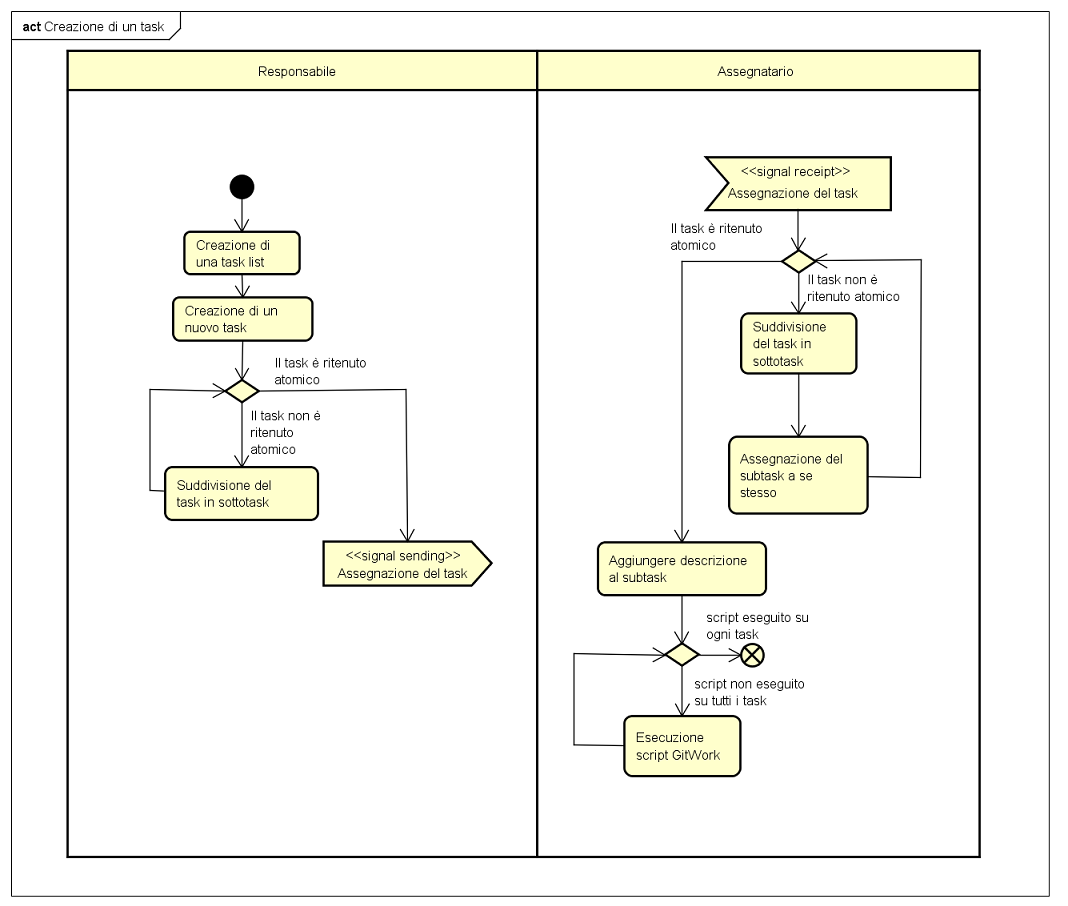 act Creazione di un task
Responsabile
Assegnatario
Creazione di
una task list
Creazione di un
nuovo task
Il task è ritenuto
atomico
Il task non é
ritenuto
atomico
Suddivisione del
task in sottotask
<<signal sending>>
Assegnazione del task
<<signal receipt>>
Assegnazione del task
Il task è ritenuto
atomico
Il task non é
ritenuto atomico
Suddivisione
del task in
sottotask
Assegnazione del
subtask a se
stesso
Aggiungere descrizione
al subtask
script eseguito su
ogni task
script non eseguito
su tutti i task
Esecuzione
script GitWork